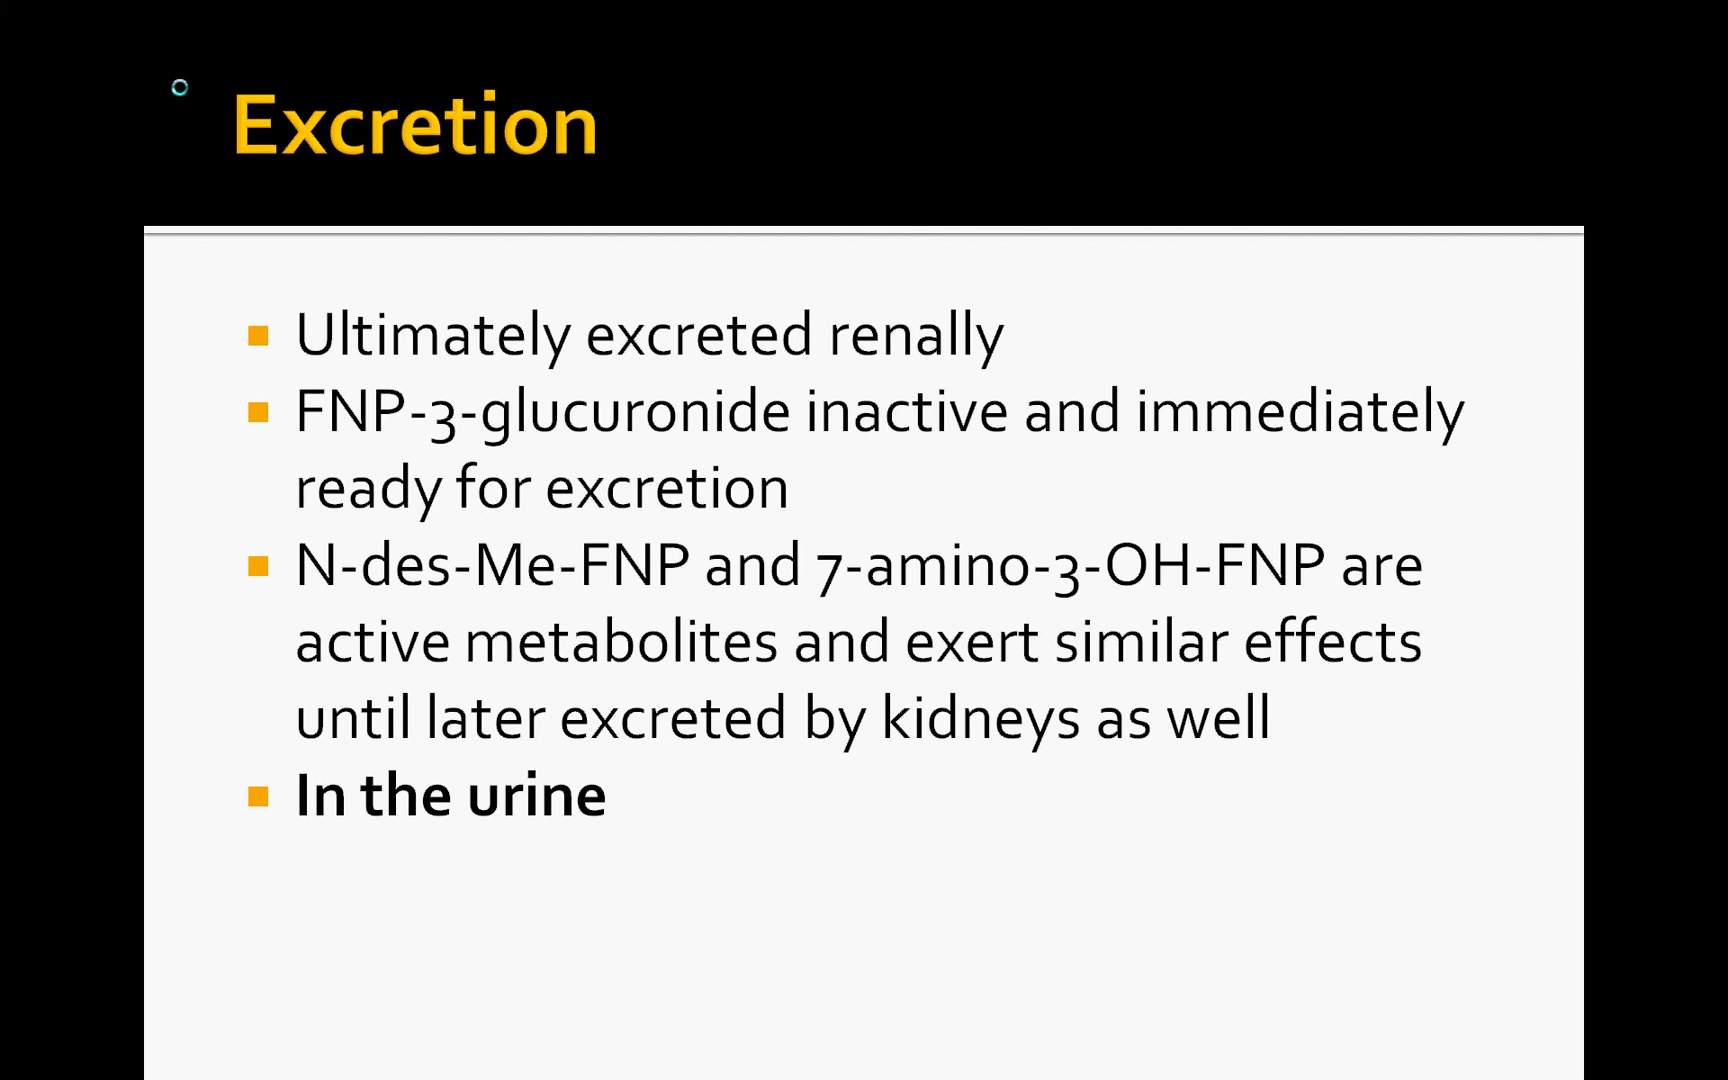 Excretion
Ultimately excreted renally
FNP-3-glucuronide inactive and immediately
ready for excretion
N-des-Me-FNP and 7-amino-3-OH-FNP are
active metabolites and exert similar effects
until later excreted by kidneys as well
In the urine